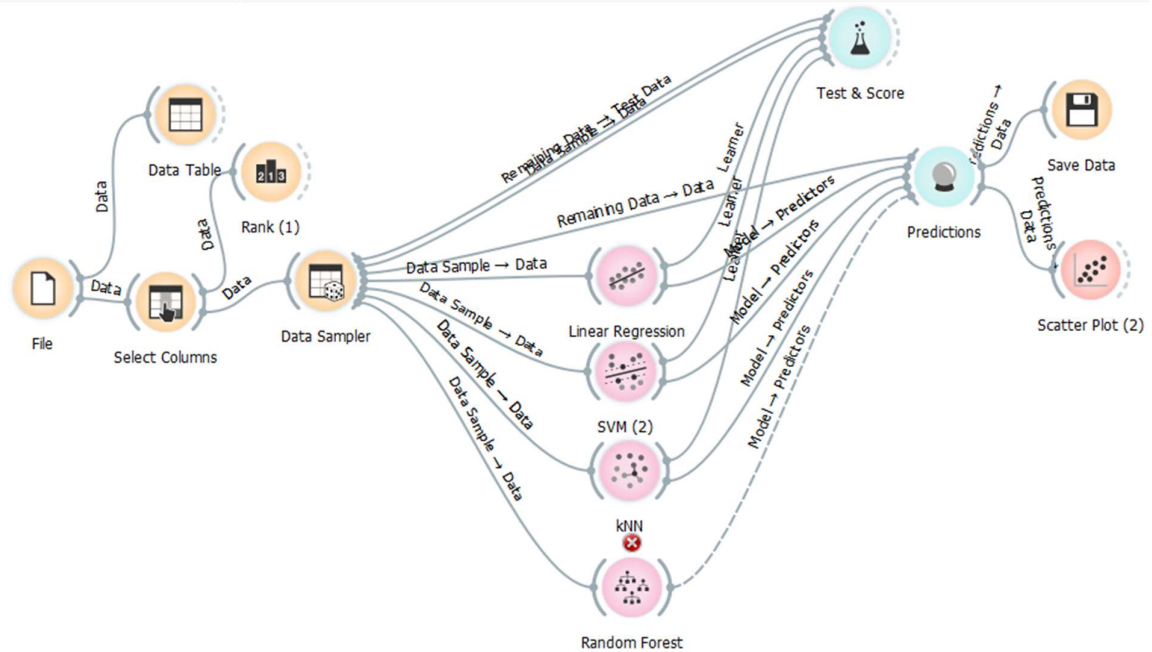 Test & Score
Data Table
Rank (1)
Save Data
Predictions
File
Select Columns
Data Sampler
Linear Regression
SVM (2)
kNN
Random Forest
Scatter Plot (2)
Data
Data
Data
Data
2 1 3
Remaining Data → Test Data
Data Sample → Data
Remaining Data → Data
Data Sample → Data
Data Sample → Data
Data Sample → Data
Data Sample → Data
Learner
Learner
Learner
Model → Predictors
Model → Predictors
Model → Predictors
Model → Predictors
→
Data
Predictions
Data